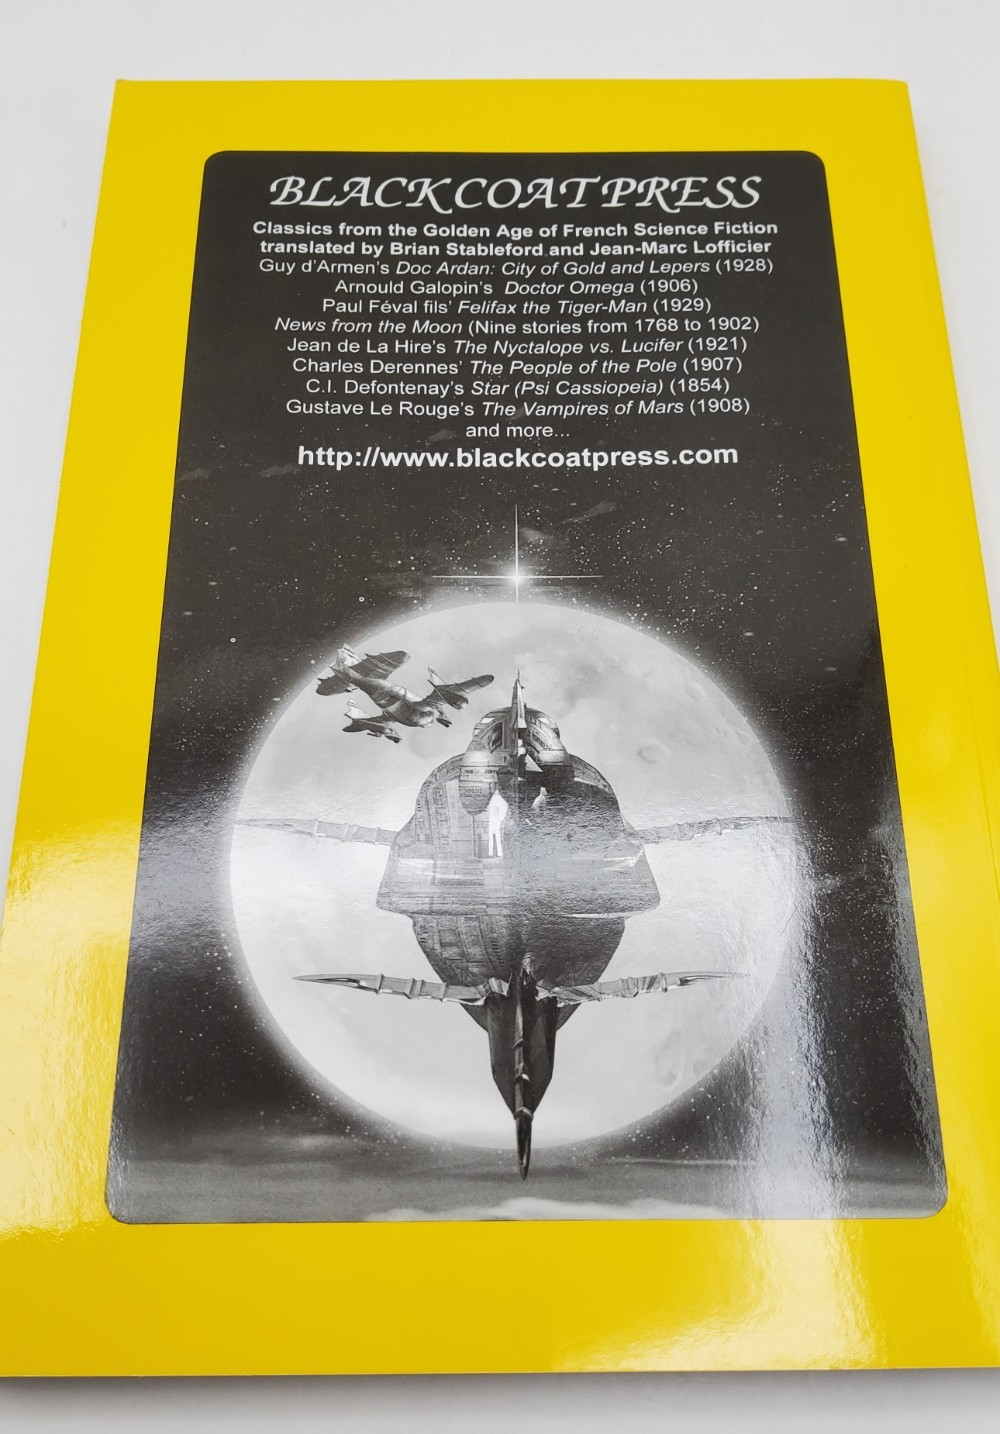 BLACK COAT PRESS
Classics from the Golden Age of French Science Fiction
translated by Brian Stableford and Jean-Marc Lofficier
Guy d'Armen's Doc Ardan: City of Gold and Lepers (1928)
Arnould Galopin's Doctor Omega (1906)
Paul Féval fils' Felifax the Tiger-Man (1929)
News from the Moon (Nine stories from 1768 to 1902)
Jean de La Hire's The Nyctalope vs. Lucifer (1921)
Charles Derennes' The People of the Pole (1907)
C.I. Defontenay's Star (Psi Cassiopeia) (1854)
Gustave Le Rouge's The Vampires of Mars (1908)
and more...
http://www.blackcoatpress.com